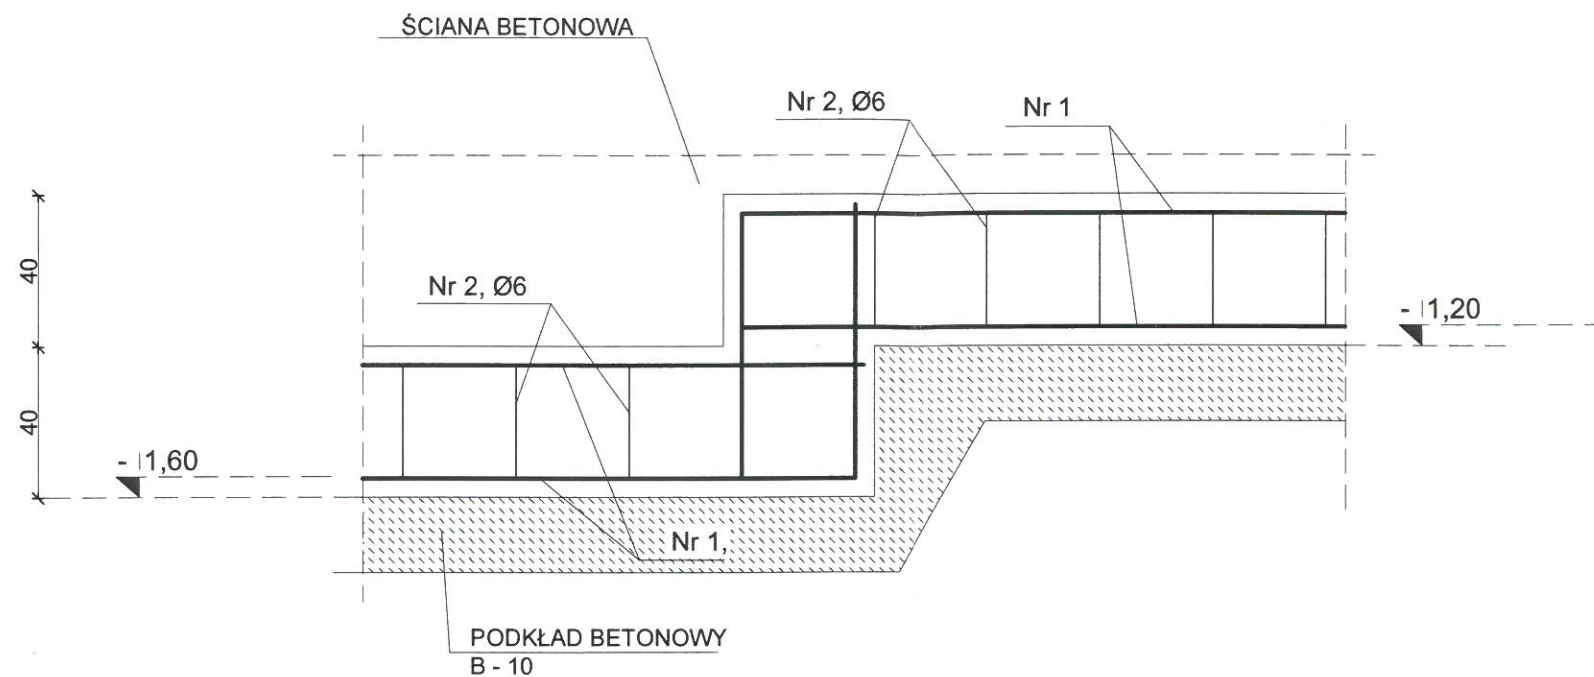 ŚCIANA BETONOWA
Nr 2, Ø6
Nr 1
40
Nr 2, Ø6
- 1,20
40
- 1,60
Nr 1,
PODKŁAD BETONOWY
B - 10